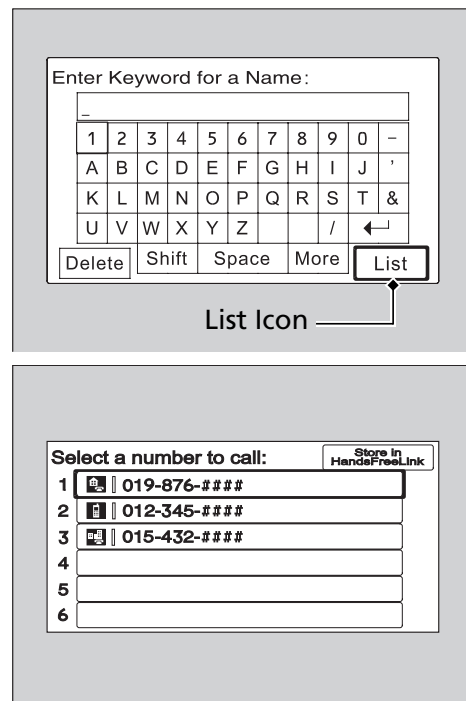 Enter Keyword for a Name:
_
1 2 3 4 5 6 7 8 9 0 -
A B C D E F G H I J '
K L M N O P Q R S T &
U V W X Y Z /
Delete Shift Space More List
List Icon
Select a number to call:
Store in
HandsFreeLink
1 019-876-####
2 012-345-####
3 015-432-####
4
5
6